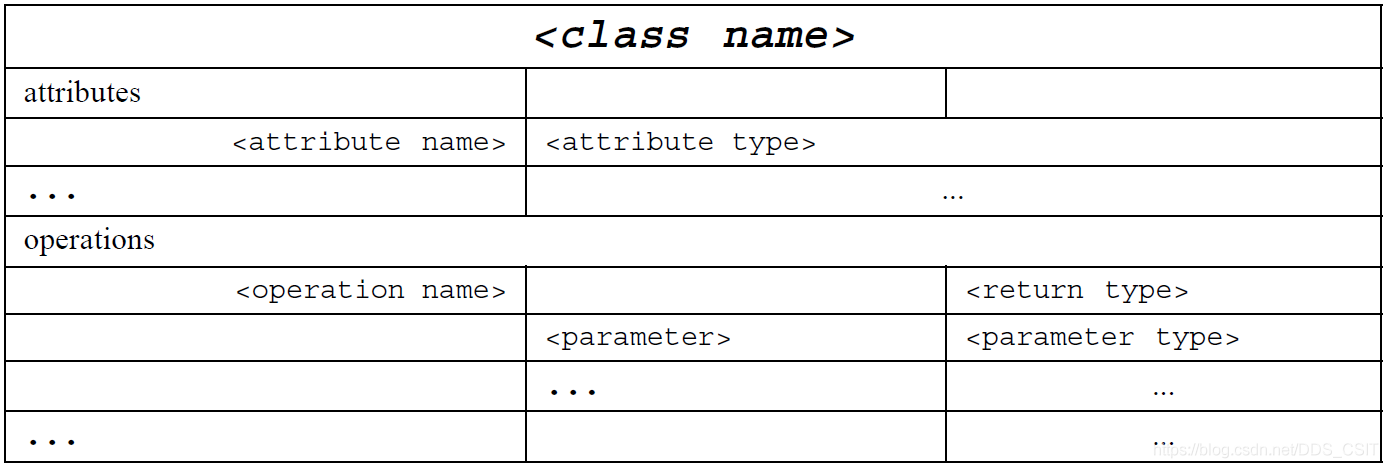 <class name>
attributes
<attribute name> <attribute type>
... ...
operations
<operation name> <return type>
<parameter> <parameter type>
... ...
... ...
https://blog.csdn.net/DDS_CSIT